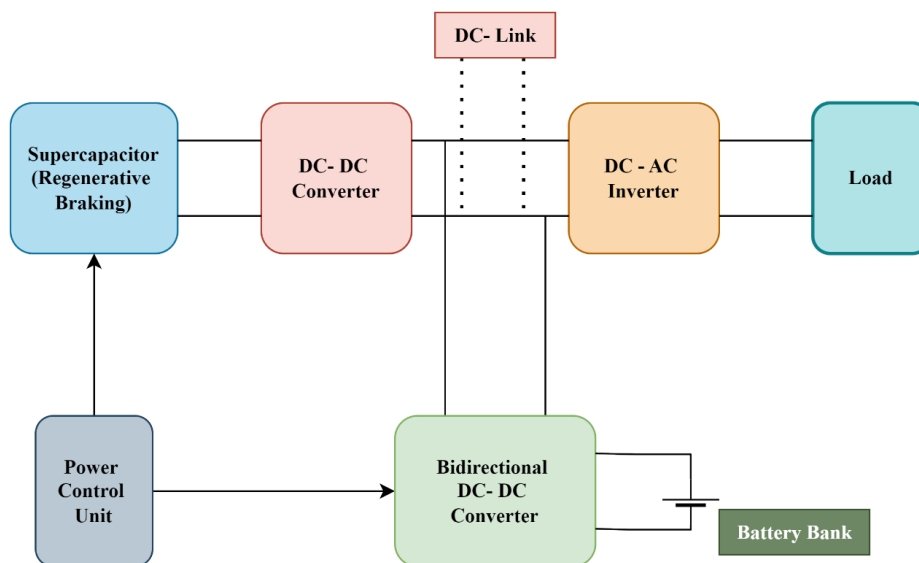 DC- Link
Supercapacitor
(Regenerative
Braking)
DC- DC
Converter
DC - AC
Inverter
Load
Power
Control
Unit
Bidirectional
DC- DC
Converter
Battery Bank